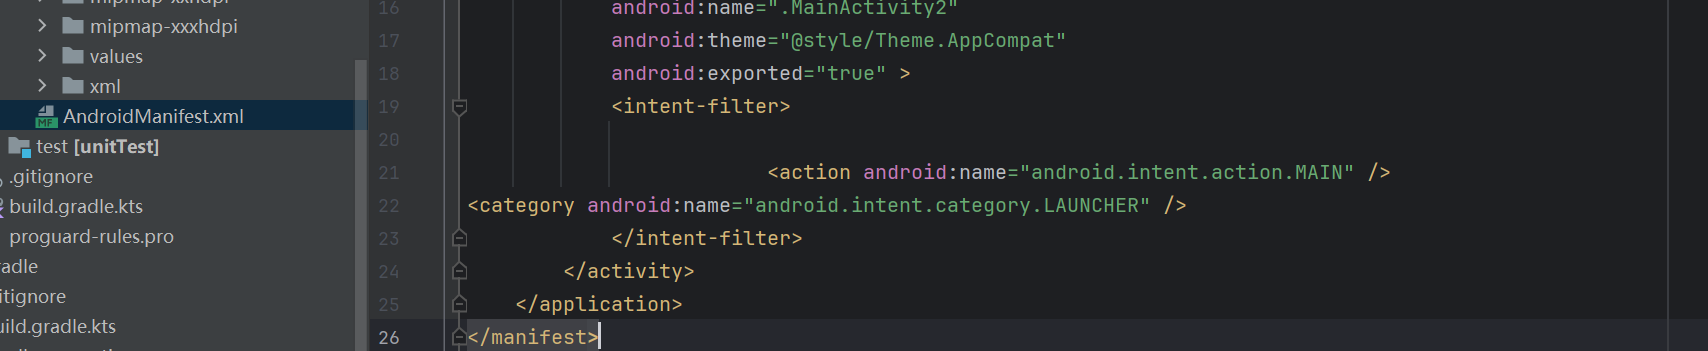 mipmap-xxhdpi
mipmap-xxxhdpi
values
xml
MF AndroidManifest.xml
test [unitTest]
.gitignore
build.gradle.kts
proguard-rules.pro
radle
itignore
uild.gradle.kts
16 android:name=".MainActivity2"
17 android:theme="@style/Theme.AppCompat"
18 android:exported="true" >
19 <intent-filter>
20
21 <action android:name="android.intent.action.MAIN" />
22 <category android:name="android.intent.category.LAUNCHER" />
23 </intent-filter>
24 </activity>
25 </application>
26 </manifest>